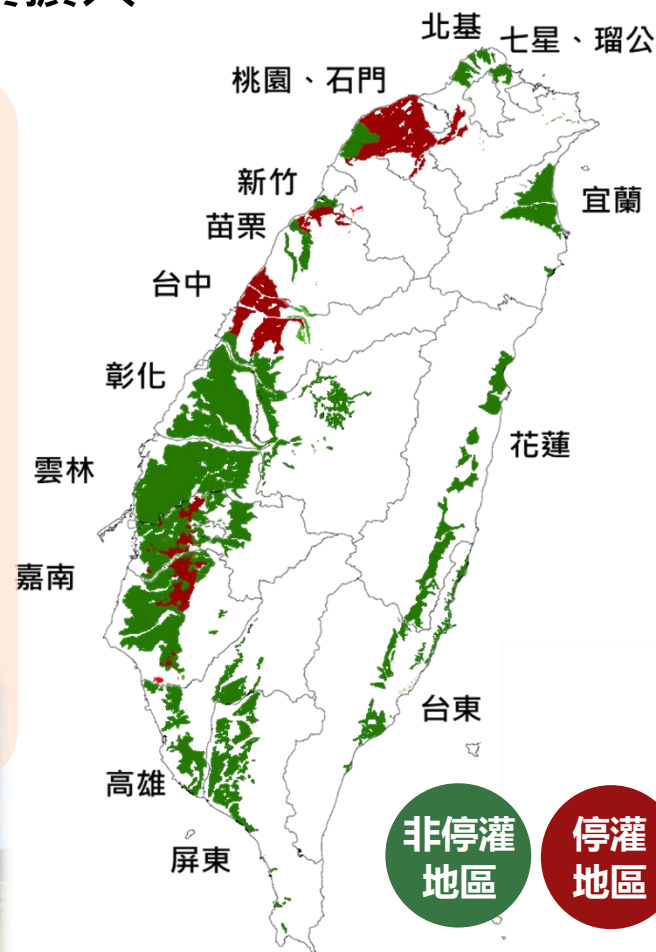 北基
七星、瑠公
桃園、石門
新竹
宜蘭
苗栗
台中
彰化
花蓮
雲林
嘉南
台東
高雄
屏東
非停灌
地區
停灌
地區